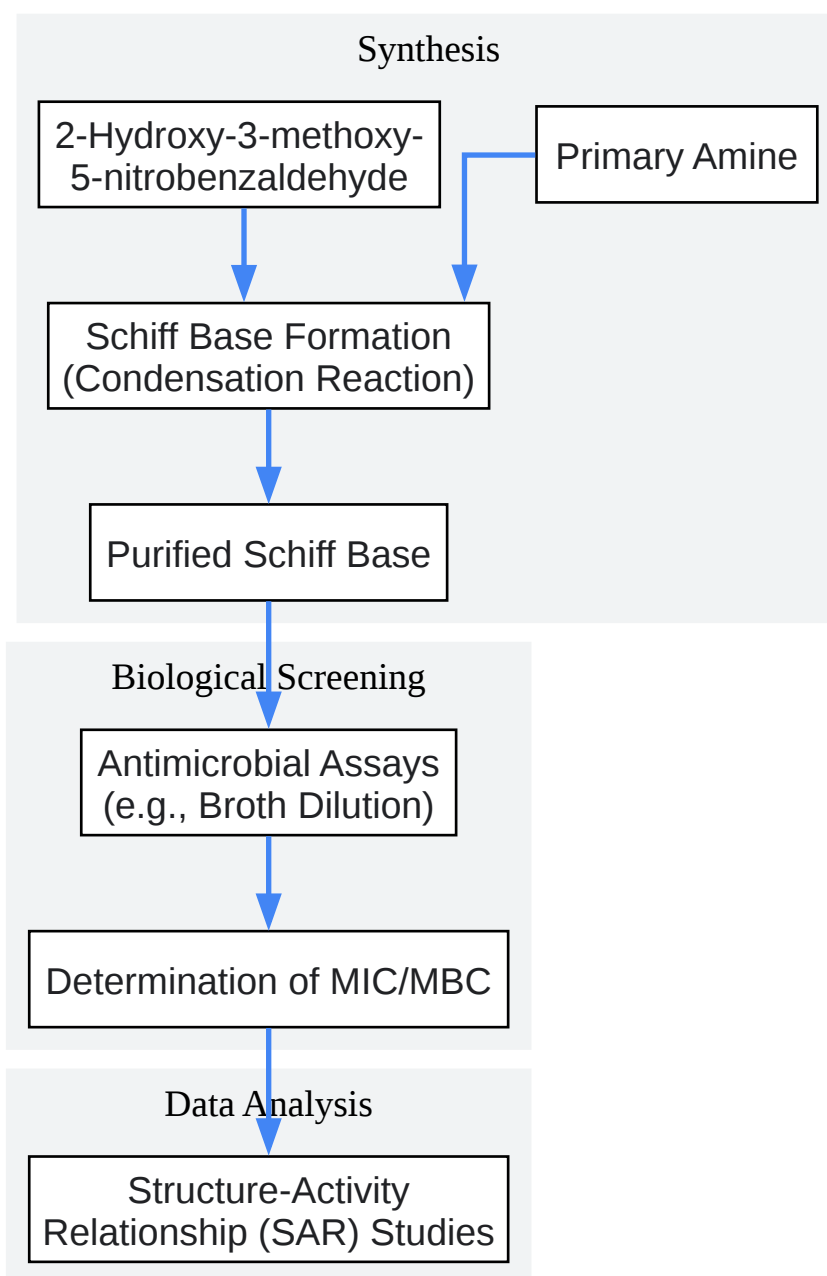 Synthesis
2-Hydroxy-3-methoxy-
5-nitrobenzaldehyde
Primary Amine
Schiff Base Formation
(Condensation Reaction)
Purified Schiff Base
Biological Screening
Antimicrobial Assays
(e.g., Broth Dilution)
Determination of MIC/MBC
Data Analysis
Structure-Activity
Relationship (SAR) Studies